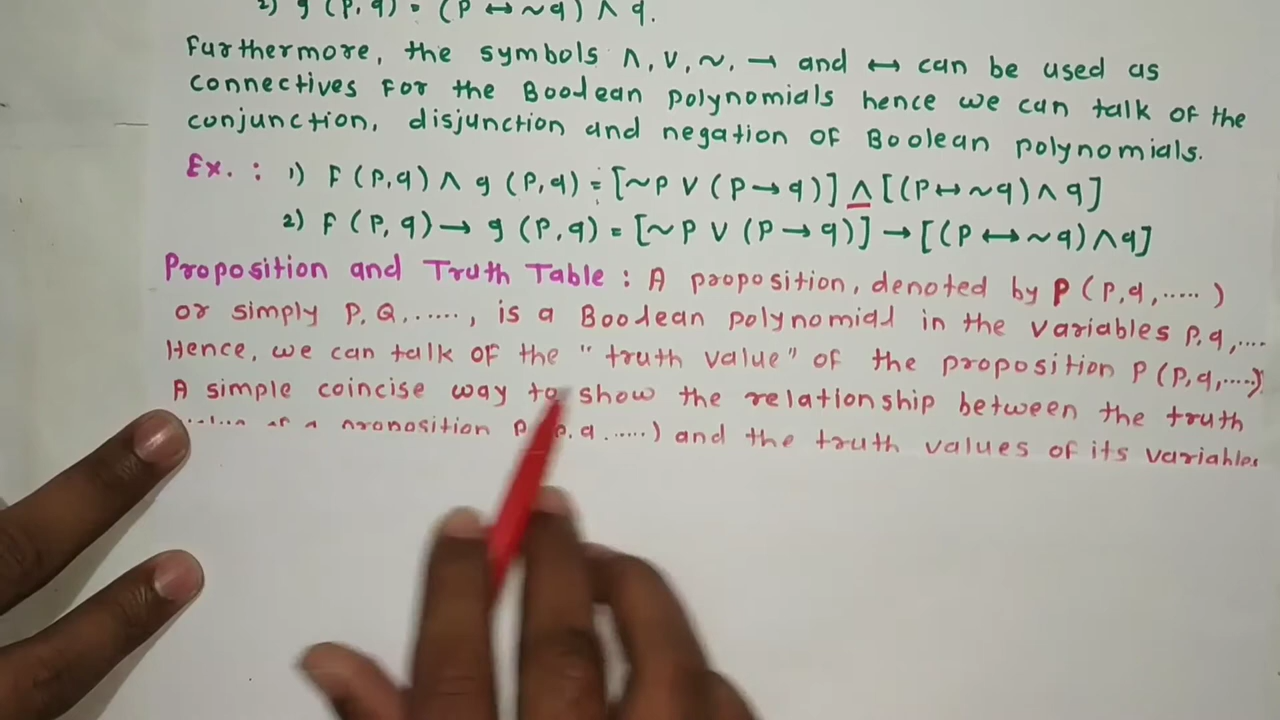 2) g (P, q) = (P ↔ ~q) ∧ q.
Furthermore, the symbols ∧, ∨, ~, → and ↔ can be used as
connectives for the Boolean polynomials hence we can talk of the
conjunction, disjunction and negation of Boolean polynomials.
Ex. : 1) F (P,q) ∧ g (P,q) = [~P ∨ (P → q)] ∧ [(P ↔ ~q) ∧ q]
2) F (P, q) → g (P, q) = [~P ∨ (P → q)] → [(P ↔ ~q) ∧ q]
Proposition and Truth Table : A proposition, denoted by P (P,q,.....)
or simply P, Q,......, is a Boolean polynomial in the variables P,q,....
Hence, we can talk of the "truth value" of the proposition P (P,q,....).
A simple coincise way to show the relationship between the truth
of a proposition P q.....) and the truth values of its variables